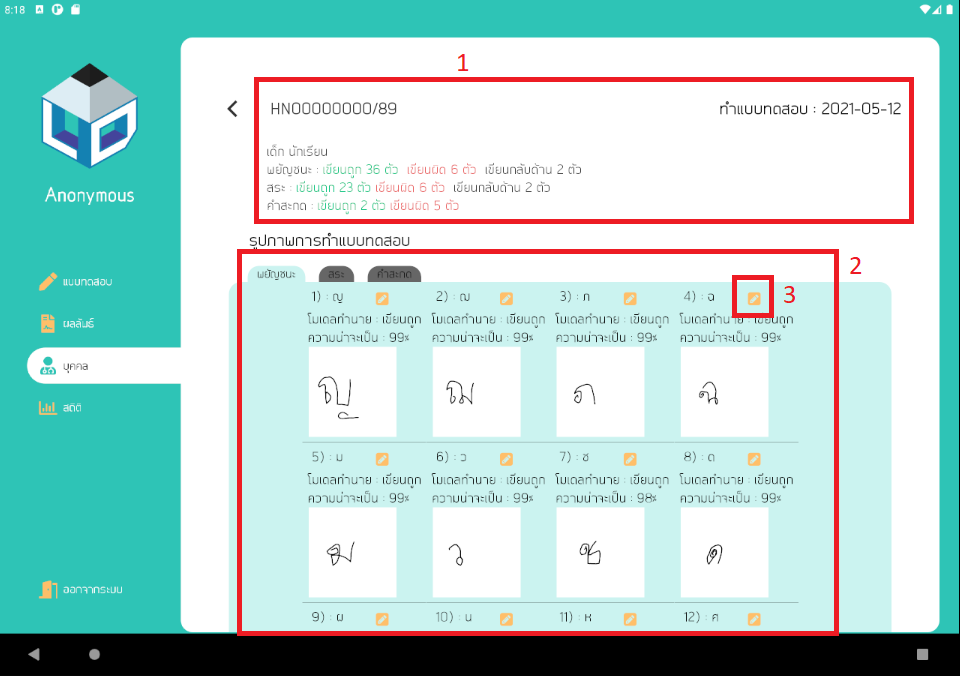 8:18
1
HN00000000/89 ทำแบบทดสอบ : 2021-05-12
เด็ก นักเรียน
พยัญชนะ : เขียนถูก 36 ตัว เขียนผิด 6 ตัว เขียนกลับด้าน 2 ตัว
สระ : เขียนถูก 23 ตัว เขียนผิด 6 ตัว เขียนกลับด้าน 2 ตัว
คำสะกด : เขียนถูก 2 ตัว เขียนผิด 5 ตัว
Anonymous
แบบทดสอบ
ผลลัพธ์
บุคคล
สถิติ
ออกจากระบบ
รูปภาพการทำแบบทดสอบ
2
พยัญชนะ สระ คำสะกด
3
1) : ญ 2) : ฌ 3) : ภ 4) : ฉ
โมเดลทำนาย : เขียนถูก โมเดลทำนาย : เขียนถูก โมเดลทำนาย : เขียนถูก โมเดลทำนาย : เขียนถูก
ความน่าจะเป็น : 99% ความน่าจะเป็น : 99% ความน่าจะเป็น : 99% ความน่าจะเป็น : 99%
ญ ฌ ภ ฉ
5) : ม 6) : ว 7) : ช 8) : ด
โมเดลทำนาย : เขียนถูก โมเดลทำนาย : เขียนถูก โมเดลทำนาย : เขียนถูก โมเดลทำนาย : เขียนถูก
ความน่าจะเป็น : 99% ความน่าจะเป็น : 99% ความน่าจะเป็น : 98% ความน่าจะเป็น : 99%
ม ว ช ด
9) : ผ 10) : น 11) : ห 12) : ศ